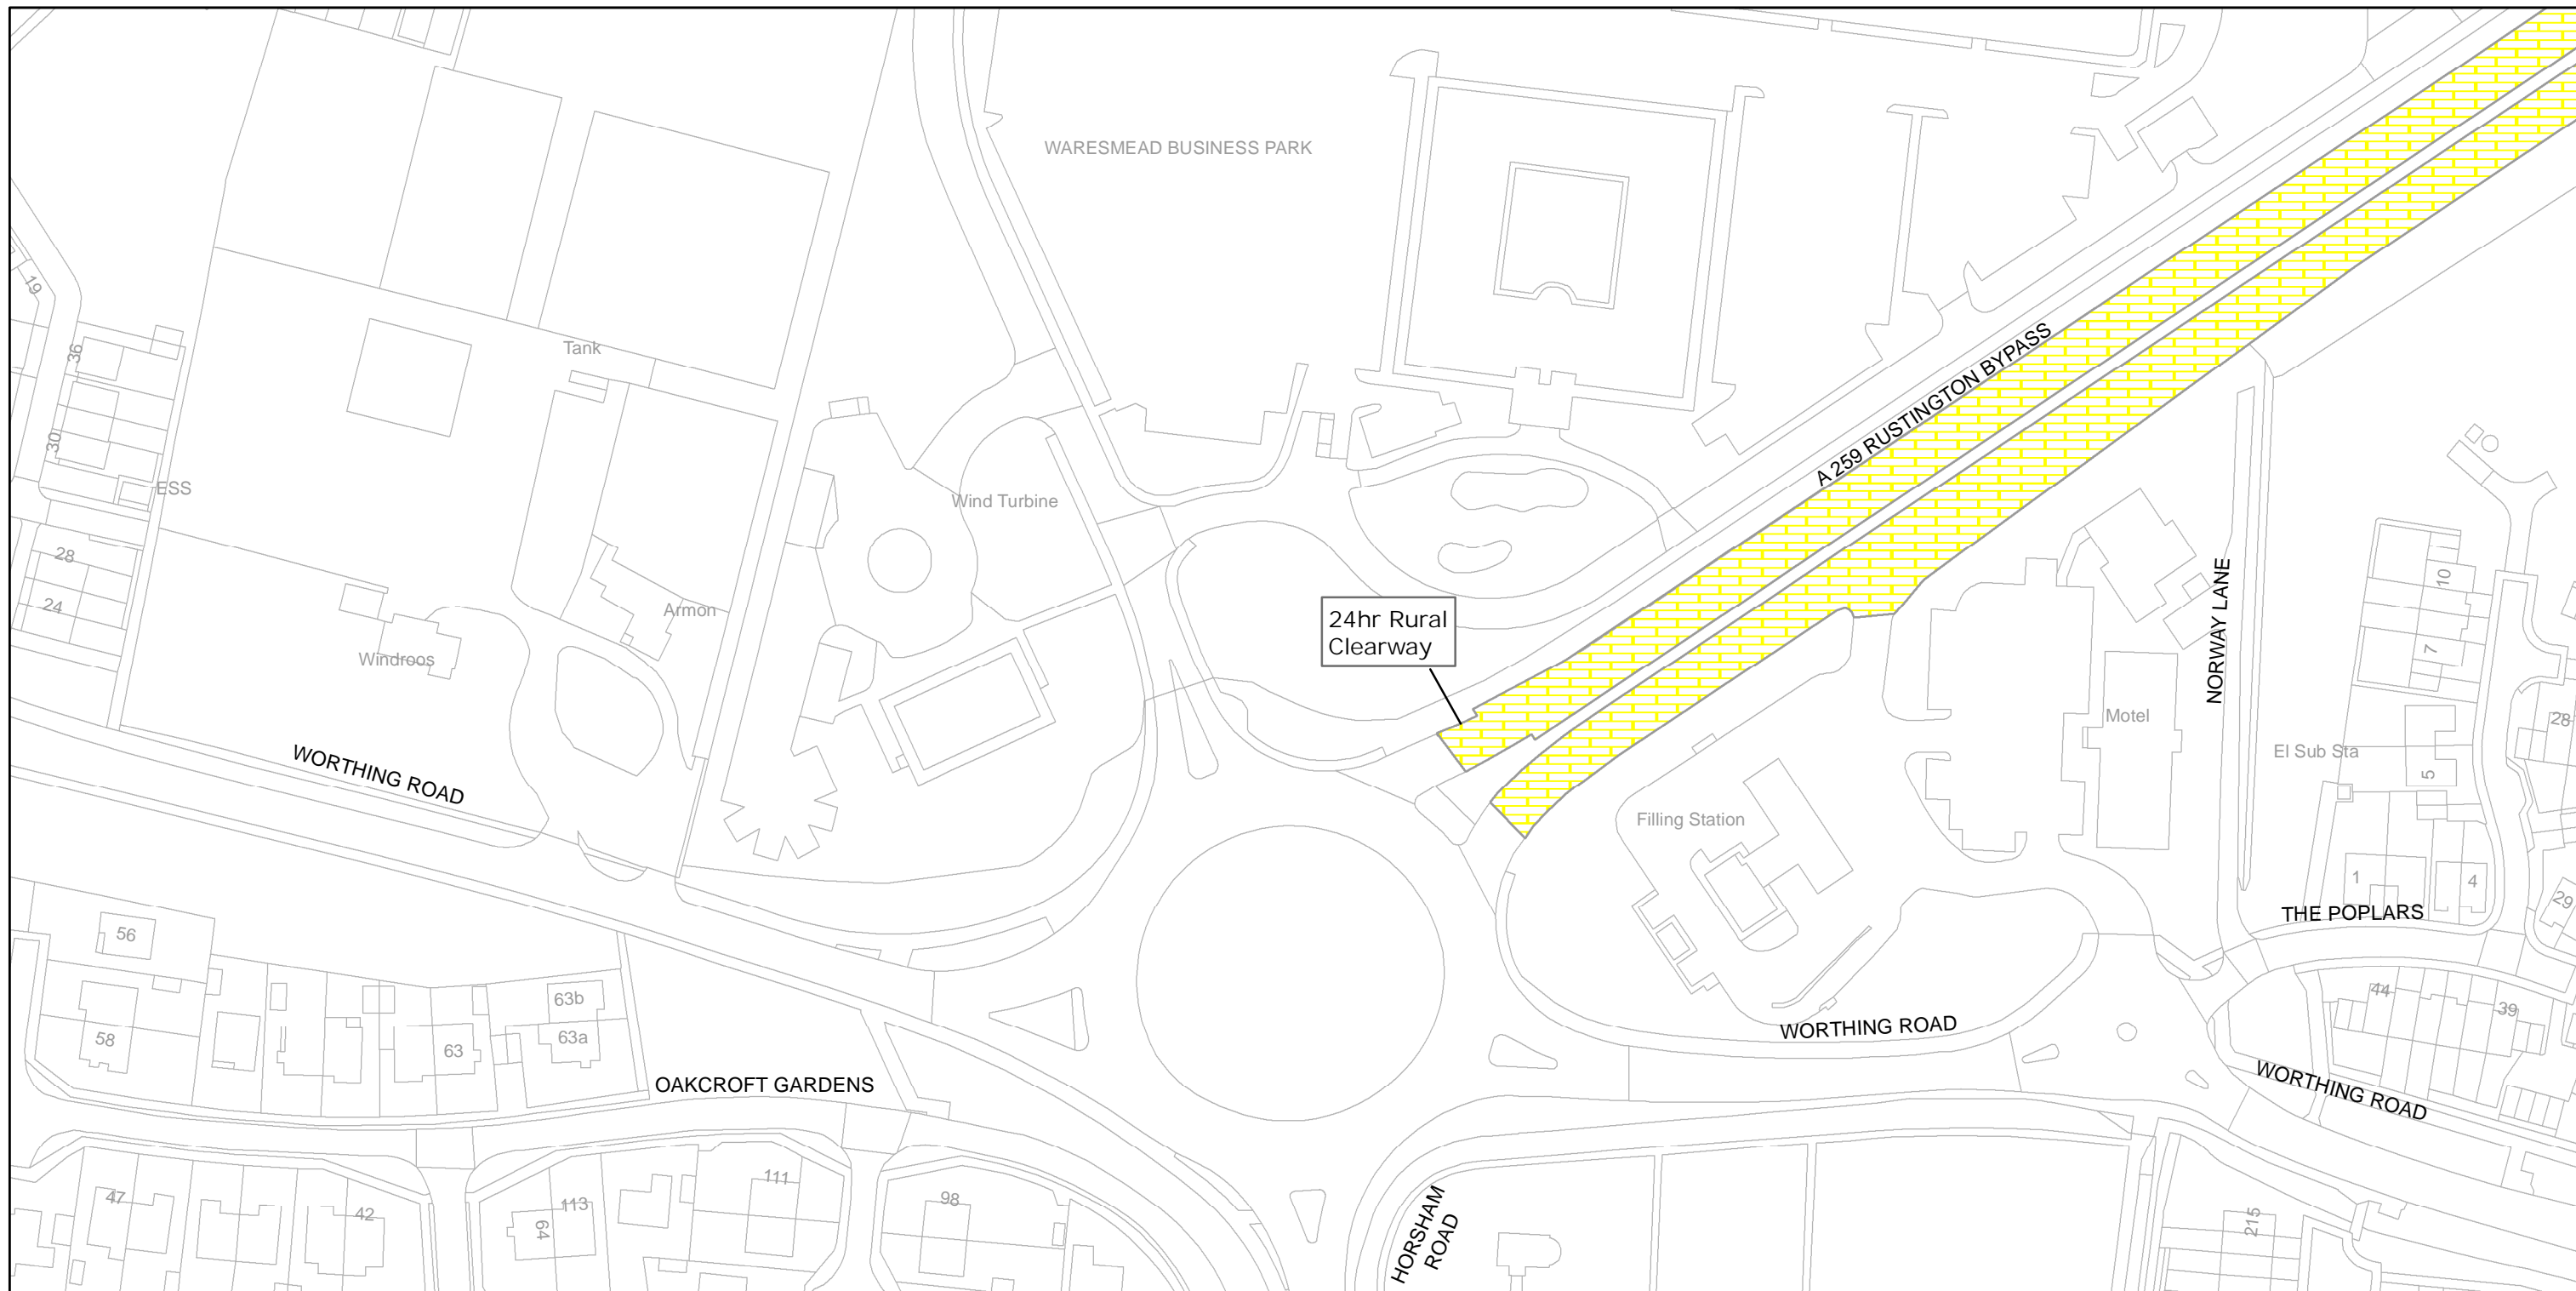 WARESMEAD BUSINESS PARK
19
36
Tank
A 259 RUSTINGTON BYPASS
30
ESS
Wind Turbine
28
24
Armon
Windroos
24hr Rural
Clearway
NORWAY LANE
10
7
Motel
28
El Sub Sta
5
WORTHING ROAD
Filling Station
1
4
29
THE POPLARS
56
58
63b
63a
63
44
39
WORTHING ROAD
OAKCROFT GARDENS
WORTHING ROAD
47
42
113
64
111
98
HORSHAM
ROAD
215